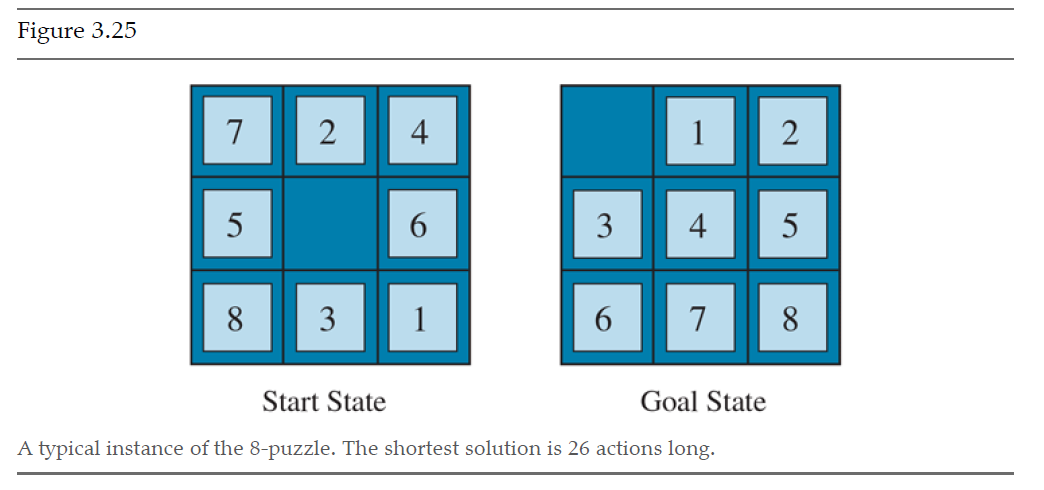 Figure 3.25
7 2 4 1 2
5 6 3 4 5
8 3 1 6 7 8
Start State Goal State
A typical instance of the 8-puzzle. The shortest solution is 26 actions long.